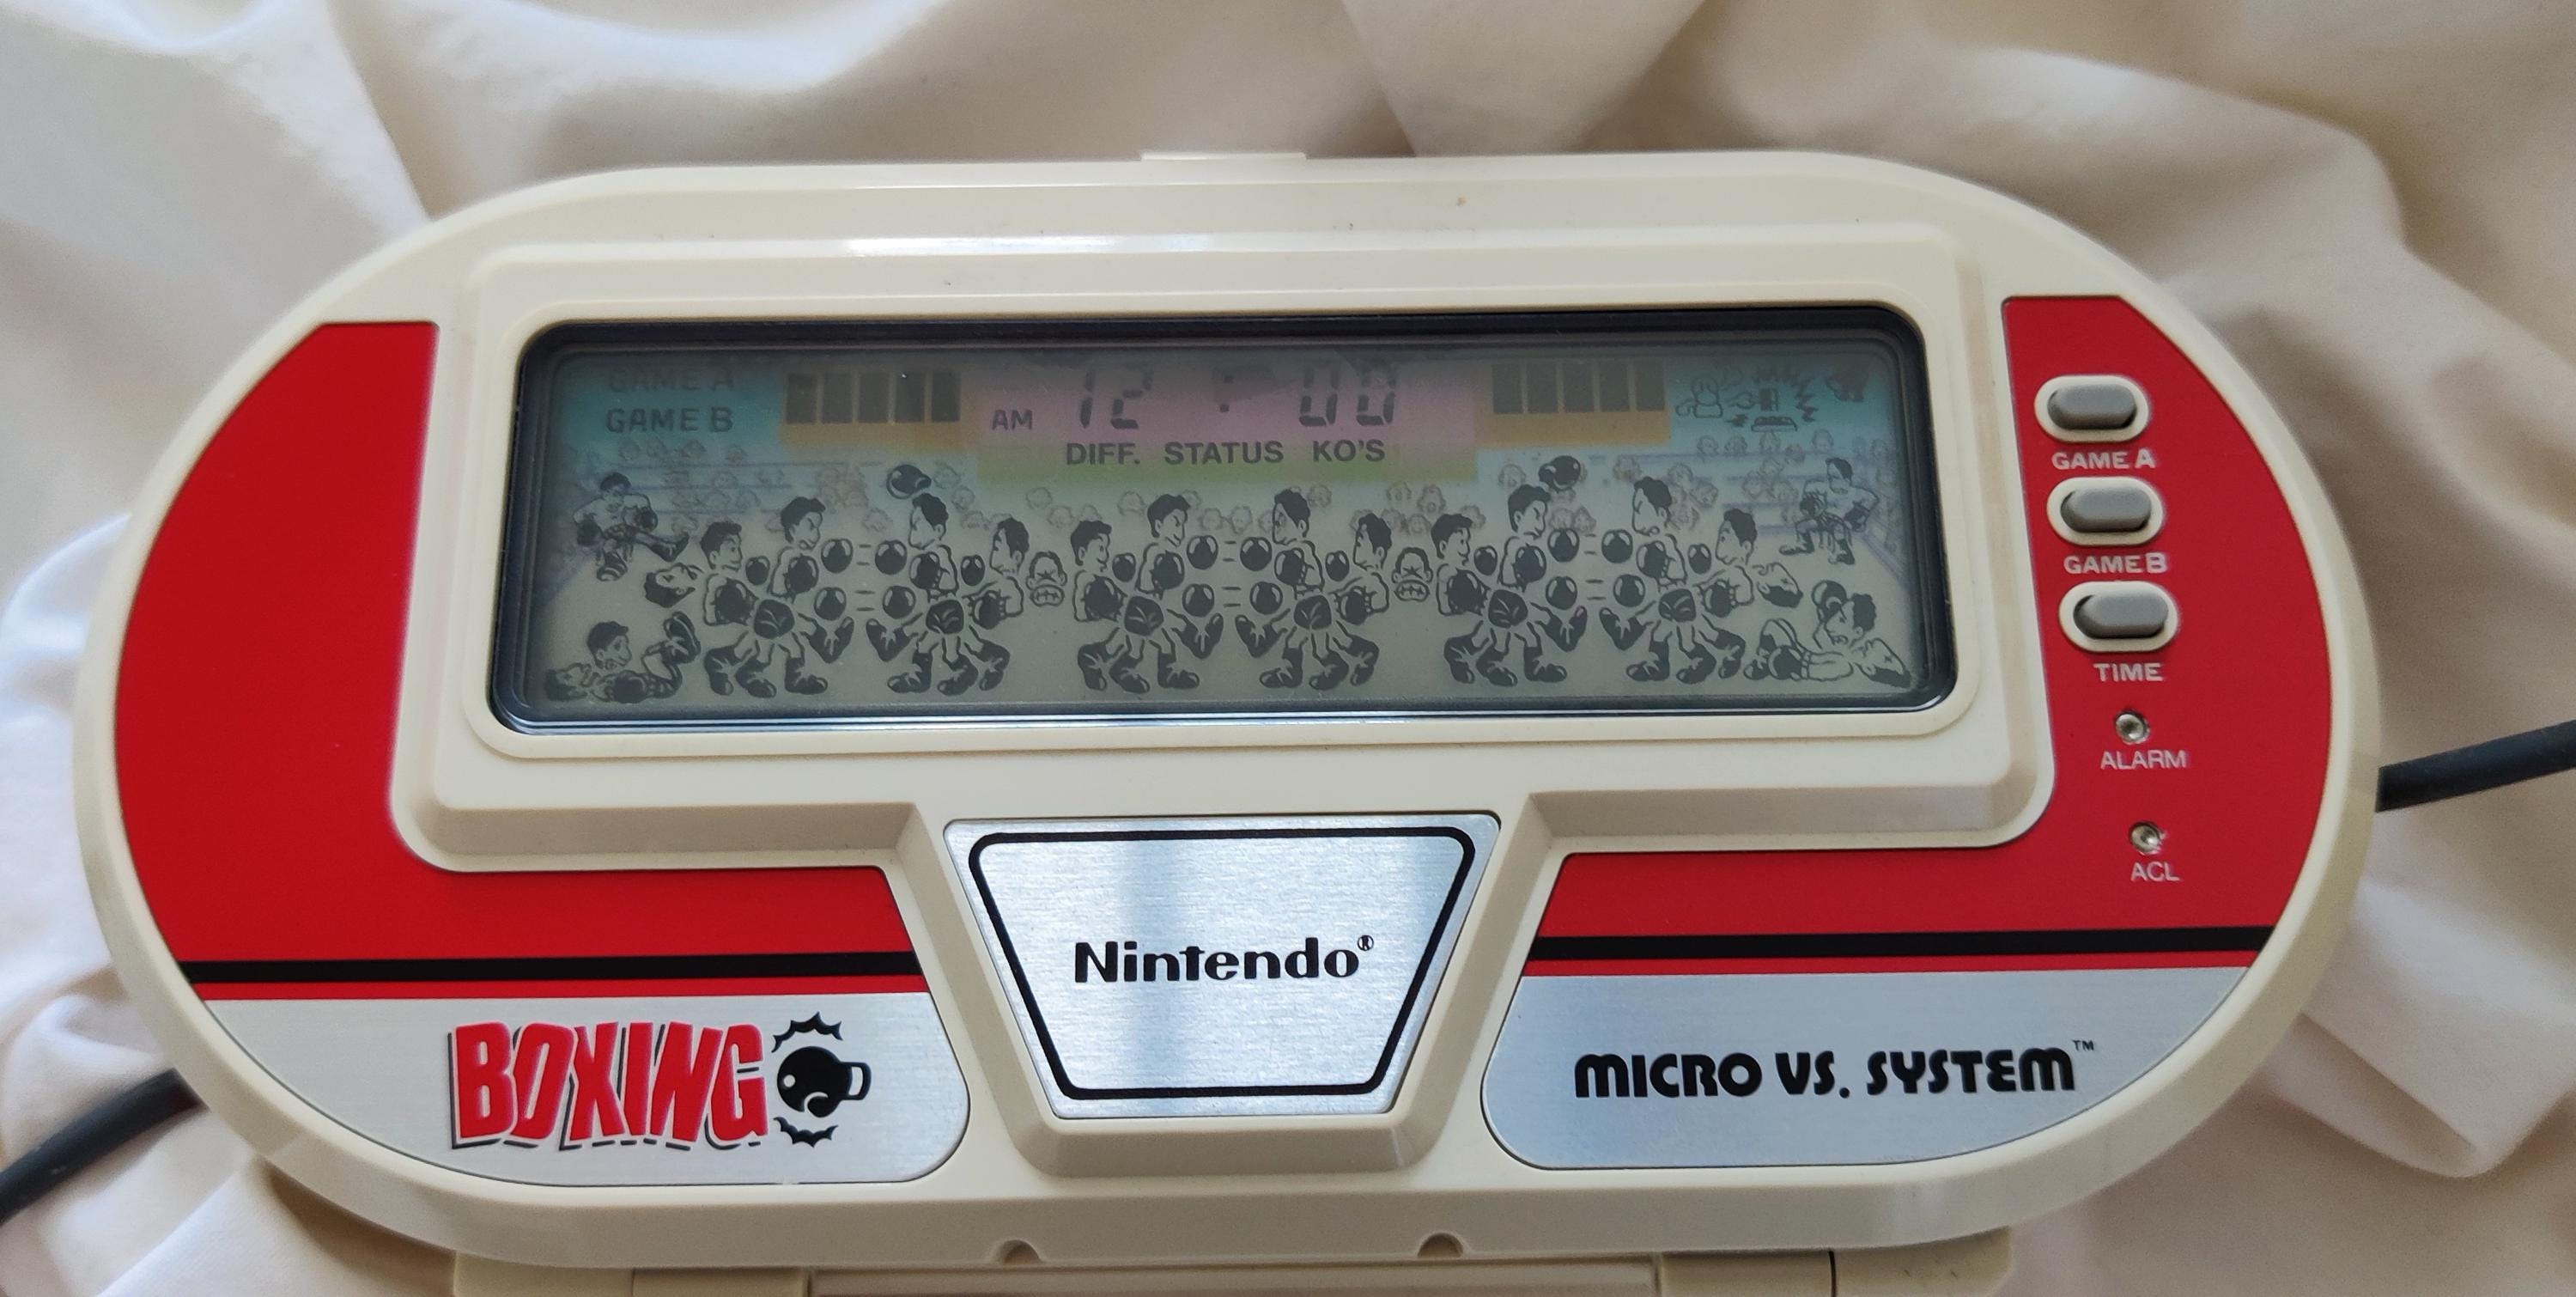 GAME A
GAME B
AM 12:00
DIFF. STATUS KO'S
GAME A
GAME B
TIME
ALARM
ACL
Nintendo®
BOXING
MICRO VS. SYSTEM™